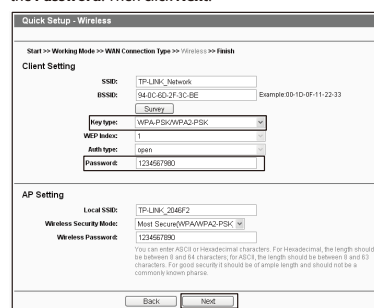 the Password. Then click Next.
Quick Setup - Wireless
Start >> Working Mode >> WAN Connection Type >> Wireless >> Finish
Client Setting
SSID: TP-LINK_Network
BSSID: 94-0C-6D-2F-3C-BE Example:00-1D-0F-11-22-33
Survey
Key type: WPA-PSK/WPA2-PSK
WEP Index: 1
Auth type: open
Password: 1234567980
AP Setting
Local SSID: TP-LINK_2046F2
Wireless Security Mode: Most Secure(WPA/WPA2-PSK)
Wireless Password: 1234567890
You can enter ASCII or Hexadecimal characters. For Hexadecimal, the length should
be between 8 and 64 characters; for ASCII, the length should be between 8 and 63
characters. For good security it should be of ample length and should not be a
commonly known pharse.
Back Next